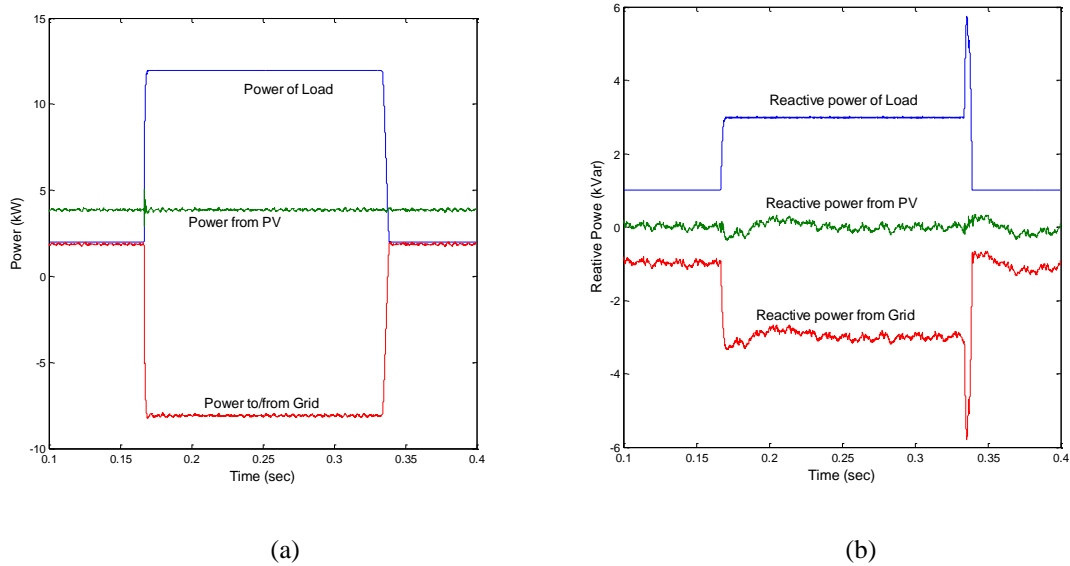 15
10
5
0
-5
-10
0.1
0.15
0.2
0.25
0.3
0.35
0.4
Power (kW)
Time (sec)
Power of Load
Power from PV
Power to/from Grid
(a)
6
4
2
0
-2
-4
-6
0.1
0.15
0.2
0.25
0.3
0.35
0.4
Reative Powe (kVar)
Time (sec)
Reactive power of Load
Reactive power from PV
Reactive power from Grid
(b)